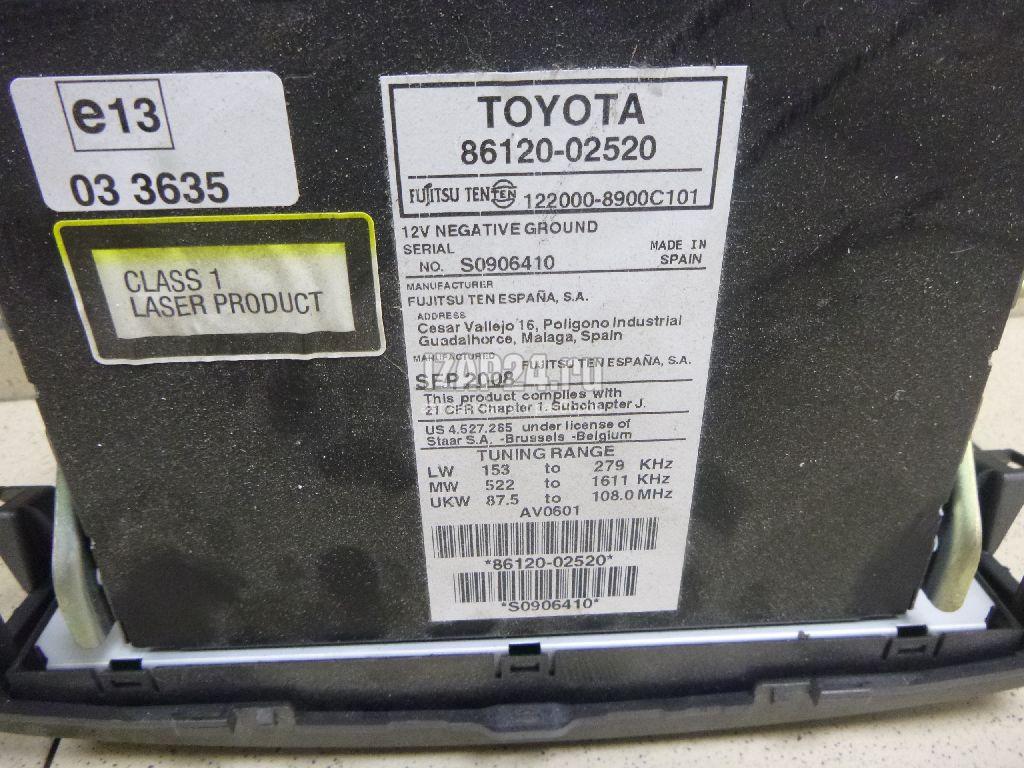 e13
03 3635
CLASS 1
LASER PRODUCT
TOYOTA
86120-02520
FUJITSU TEN TEN 122000-8900C101
12V NEGATIVE GROUND
SERIAL
NO. S0906410
MADE IN
SPAIN
MANUFACTURER
FUJITSU TEN ESPAÑA, S.A.
ADDRESS
Cesar Vallejo 16, Poligono Industrial
Guadalhorce, Malaga, Spain
MANUFACTURED FUJITSU TEN ESPAÑA, S.A.
SEP 2008
IZAP24.ru
This product complies with
21 CFR Chapter 1. Subchapter J.
US 4.527.265 under license of
Staar S.A. -Brussels -Belgium
TUNING RANGE
LW 153 to 279 KHz
MW 522 to 1611 KHz
UKW 87.5 to 108.0 MHz
AV0601
*86120-02520*
*S0906410*